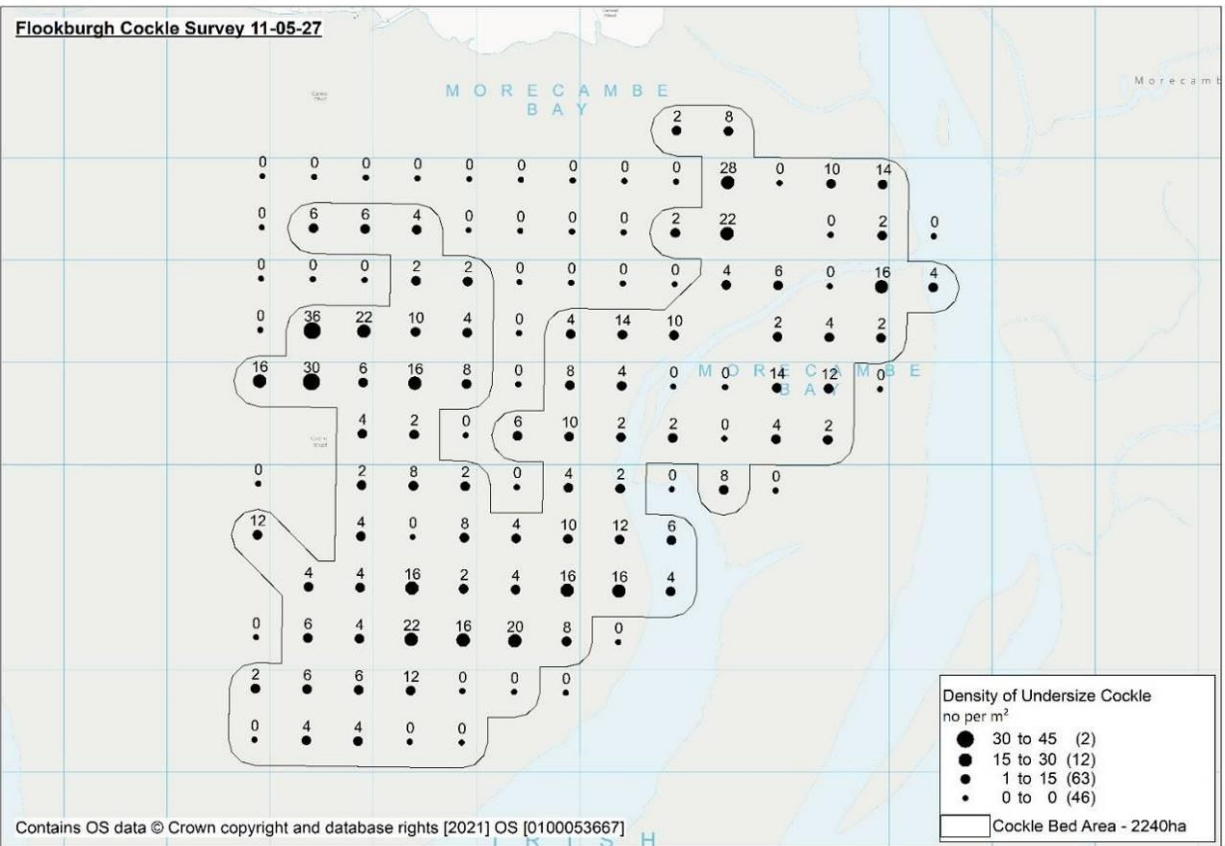 Flookburgh Cockle Survey 11-05-27
MORECAMBE
BAY
Morecamb
2 8
0 0 0 0 0 0 0 0 0 28 0 10 14
0 6 6 4 0 0 0 0 2 22 0 2 0
0 0 0 2 2 0 0 0 0 4 6 0 16 4
0 36 22 10 4 0 4 14 10 2 4 2
16 30 6 16 8 0 8 4 0 0 14 12 0
MORECAMBE
BAY
4 2 0 6 10 2 2 0 4 2
0 2 8 2 0 4 2 0 8 0
12 4 0 8 4 10 12 6
4 4 16 2 4 16 16 4
0 6 4 22 16 20 8 0
2 6 6 12 0 0 0
0 4 4 0 0
Density of Undersize Cockle
no per m²
30 to 45 (2)
15 to 30 (12)
1 to 15 (63)
0 to 0 (46)
Cockle Bed Area - 2240ha
Contains OS data © Crown copyright and database rights [2021] OS [0100053667]
IRISH